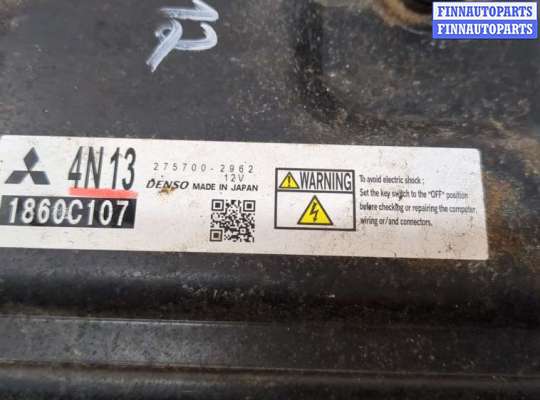 FINNAUTOPARTS
FINNAUTOPARTS
FINNAUTOPARTS
4N13
275700-2962
12V
DENSO MADE IN JAPAN
1860C107
WARNING
To avoid electric shock ;
Set the key switch to the "OFF" position
before checking or repairing the computer,
wiring or/and connectors.